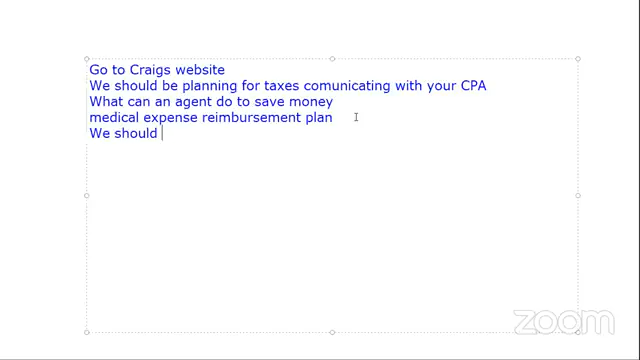 Go to Craigs website
We should be planning for taxes comunicating with your CPA
What can an agent do to save money
medical expense reimbursement plan
We should
zoom